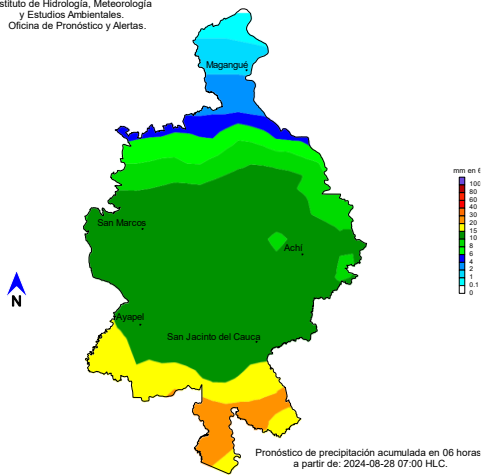 stituto de Hidrología, Meteorología
y Estudios Ambientales.
Oficina de Pronóstico y Alertas.
Magangué
mm en 6
100
80
60
40
30
20
15
10
8
6
4
2
1
0.1
0
San Marcos
Achí
N
Ayapel
San Jacinto del Cauca
Pronóstico de precipitación acumulada en 06 horas
a partir de: 2024-08-28 07:00 HLC.